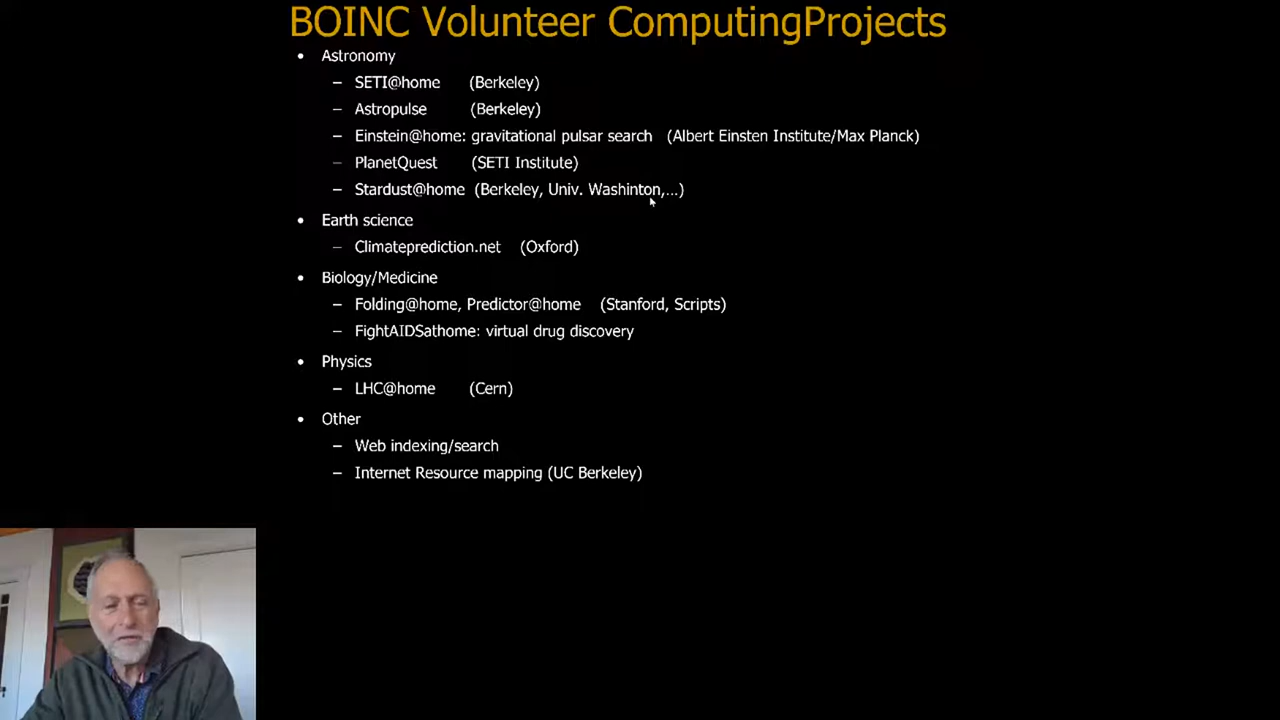 BOINC Volunteer ComputingProjects
• Astronomy
– SETI@home (Berkeley)
– Astropulse (Berkeley)
– Einstein@home: gravitational pulsar search (Albert Einsten Institute/Max Planck)
– PlanetQuest (SETI Institute)
– Stardust@home (Berkeley, Univ. Washinton,...)
• Earth science
– Climateprediction.net (Oxford)
• Biology/Medicine
– Folding@home, Predictor@home (Stanford, Scripts)
– FightAIDSathome: virtual drug discovery
• Physics
– LHC@home (Cern)
• Other
– Web indexing/search
– Internet Resource mapping (UC Berkeley)